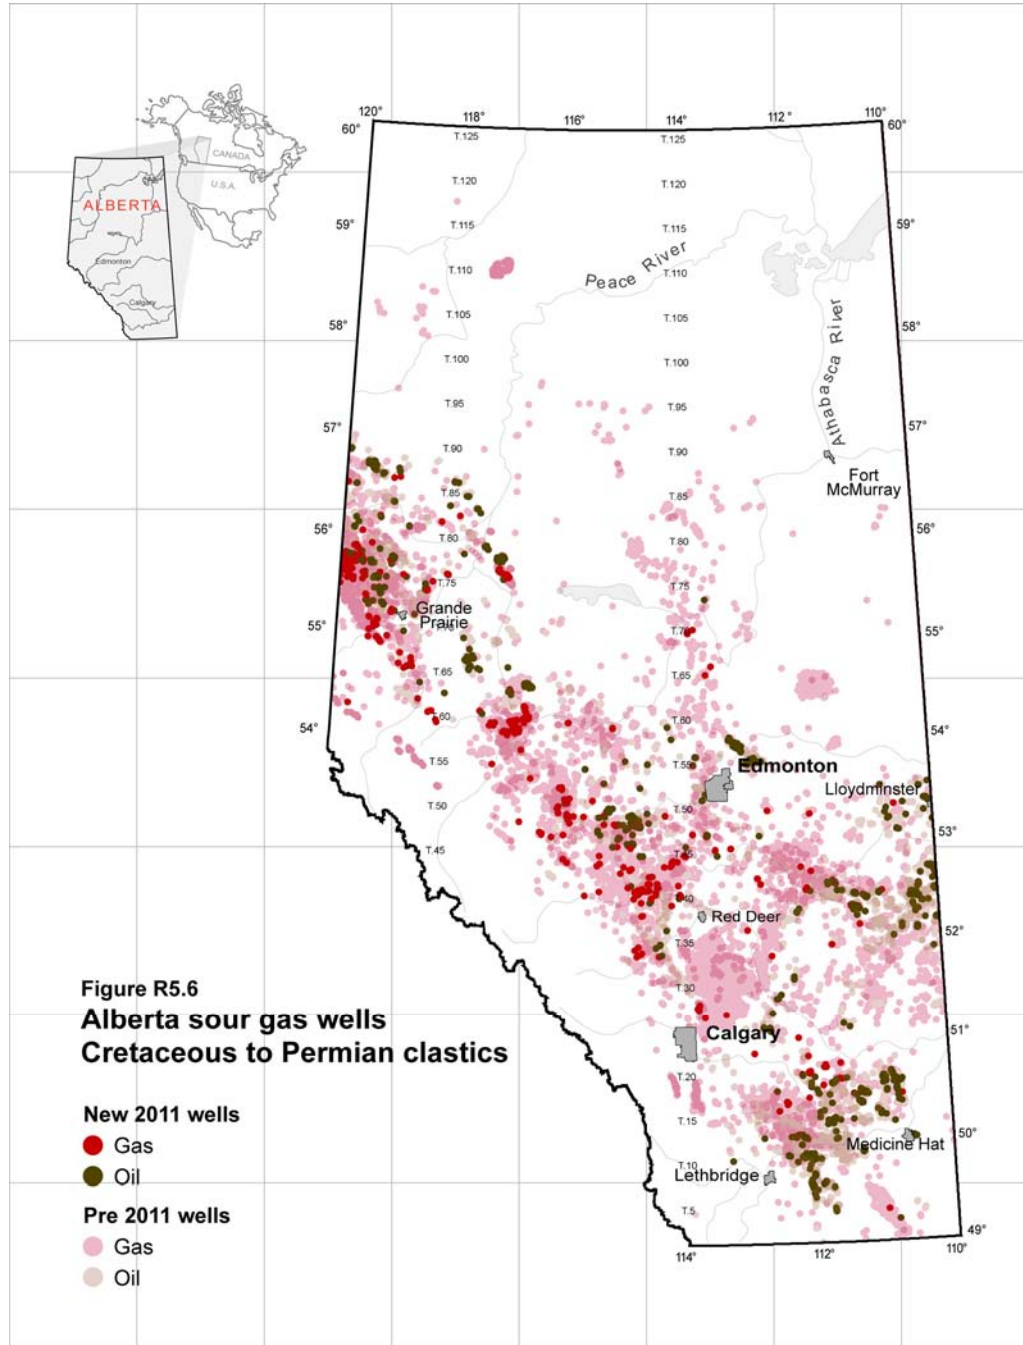 120°
118°
116°
114°
112°
110°
60°
60°
T.125
T.125
CANADA
U.S.A.
ALBERTA
Edmonton
Calgary
T.120
T.120
59°
T.115
T.115
59°
Peace River
T.110
T.110
Athabasca River
58°
T.105
T.105
58°
T.100
T.100
T.95
T.95
57°
57°
T.90
T.90
Fort
McMurray
T.85
T.85
56°
56°
T.80
T.80
T.75
T.75
Grande
Prairie
55°
55°
T.65
T.65
54°
T.60
T.60
54°
T.55
T.55
Edmonton
Lloydminster
T.50
T.50
53°
T.45
T.45
T.40
Red Deer
52°
T.35
T.30
Figure R5.6
Alberta sour gas wells
Cretaceous to Permian clastics
Calgary
51°
T.20
T.15
50°
Medicine Hat
T.10
Lethbridge
T.5
49°
114°
112°
110°
New 2011 wells
Gas
Oil
Pre 2011 wells
Gas
Oil